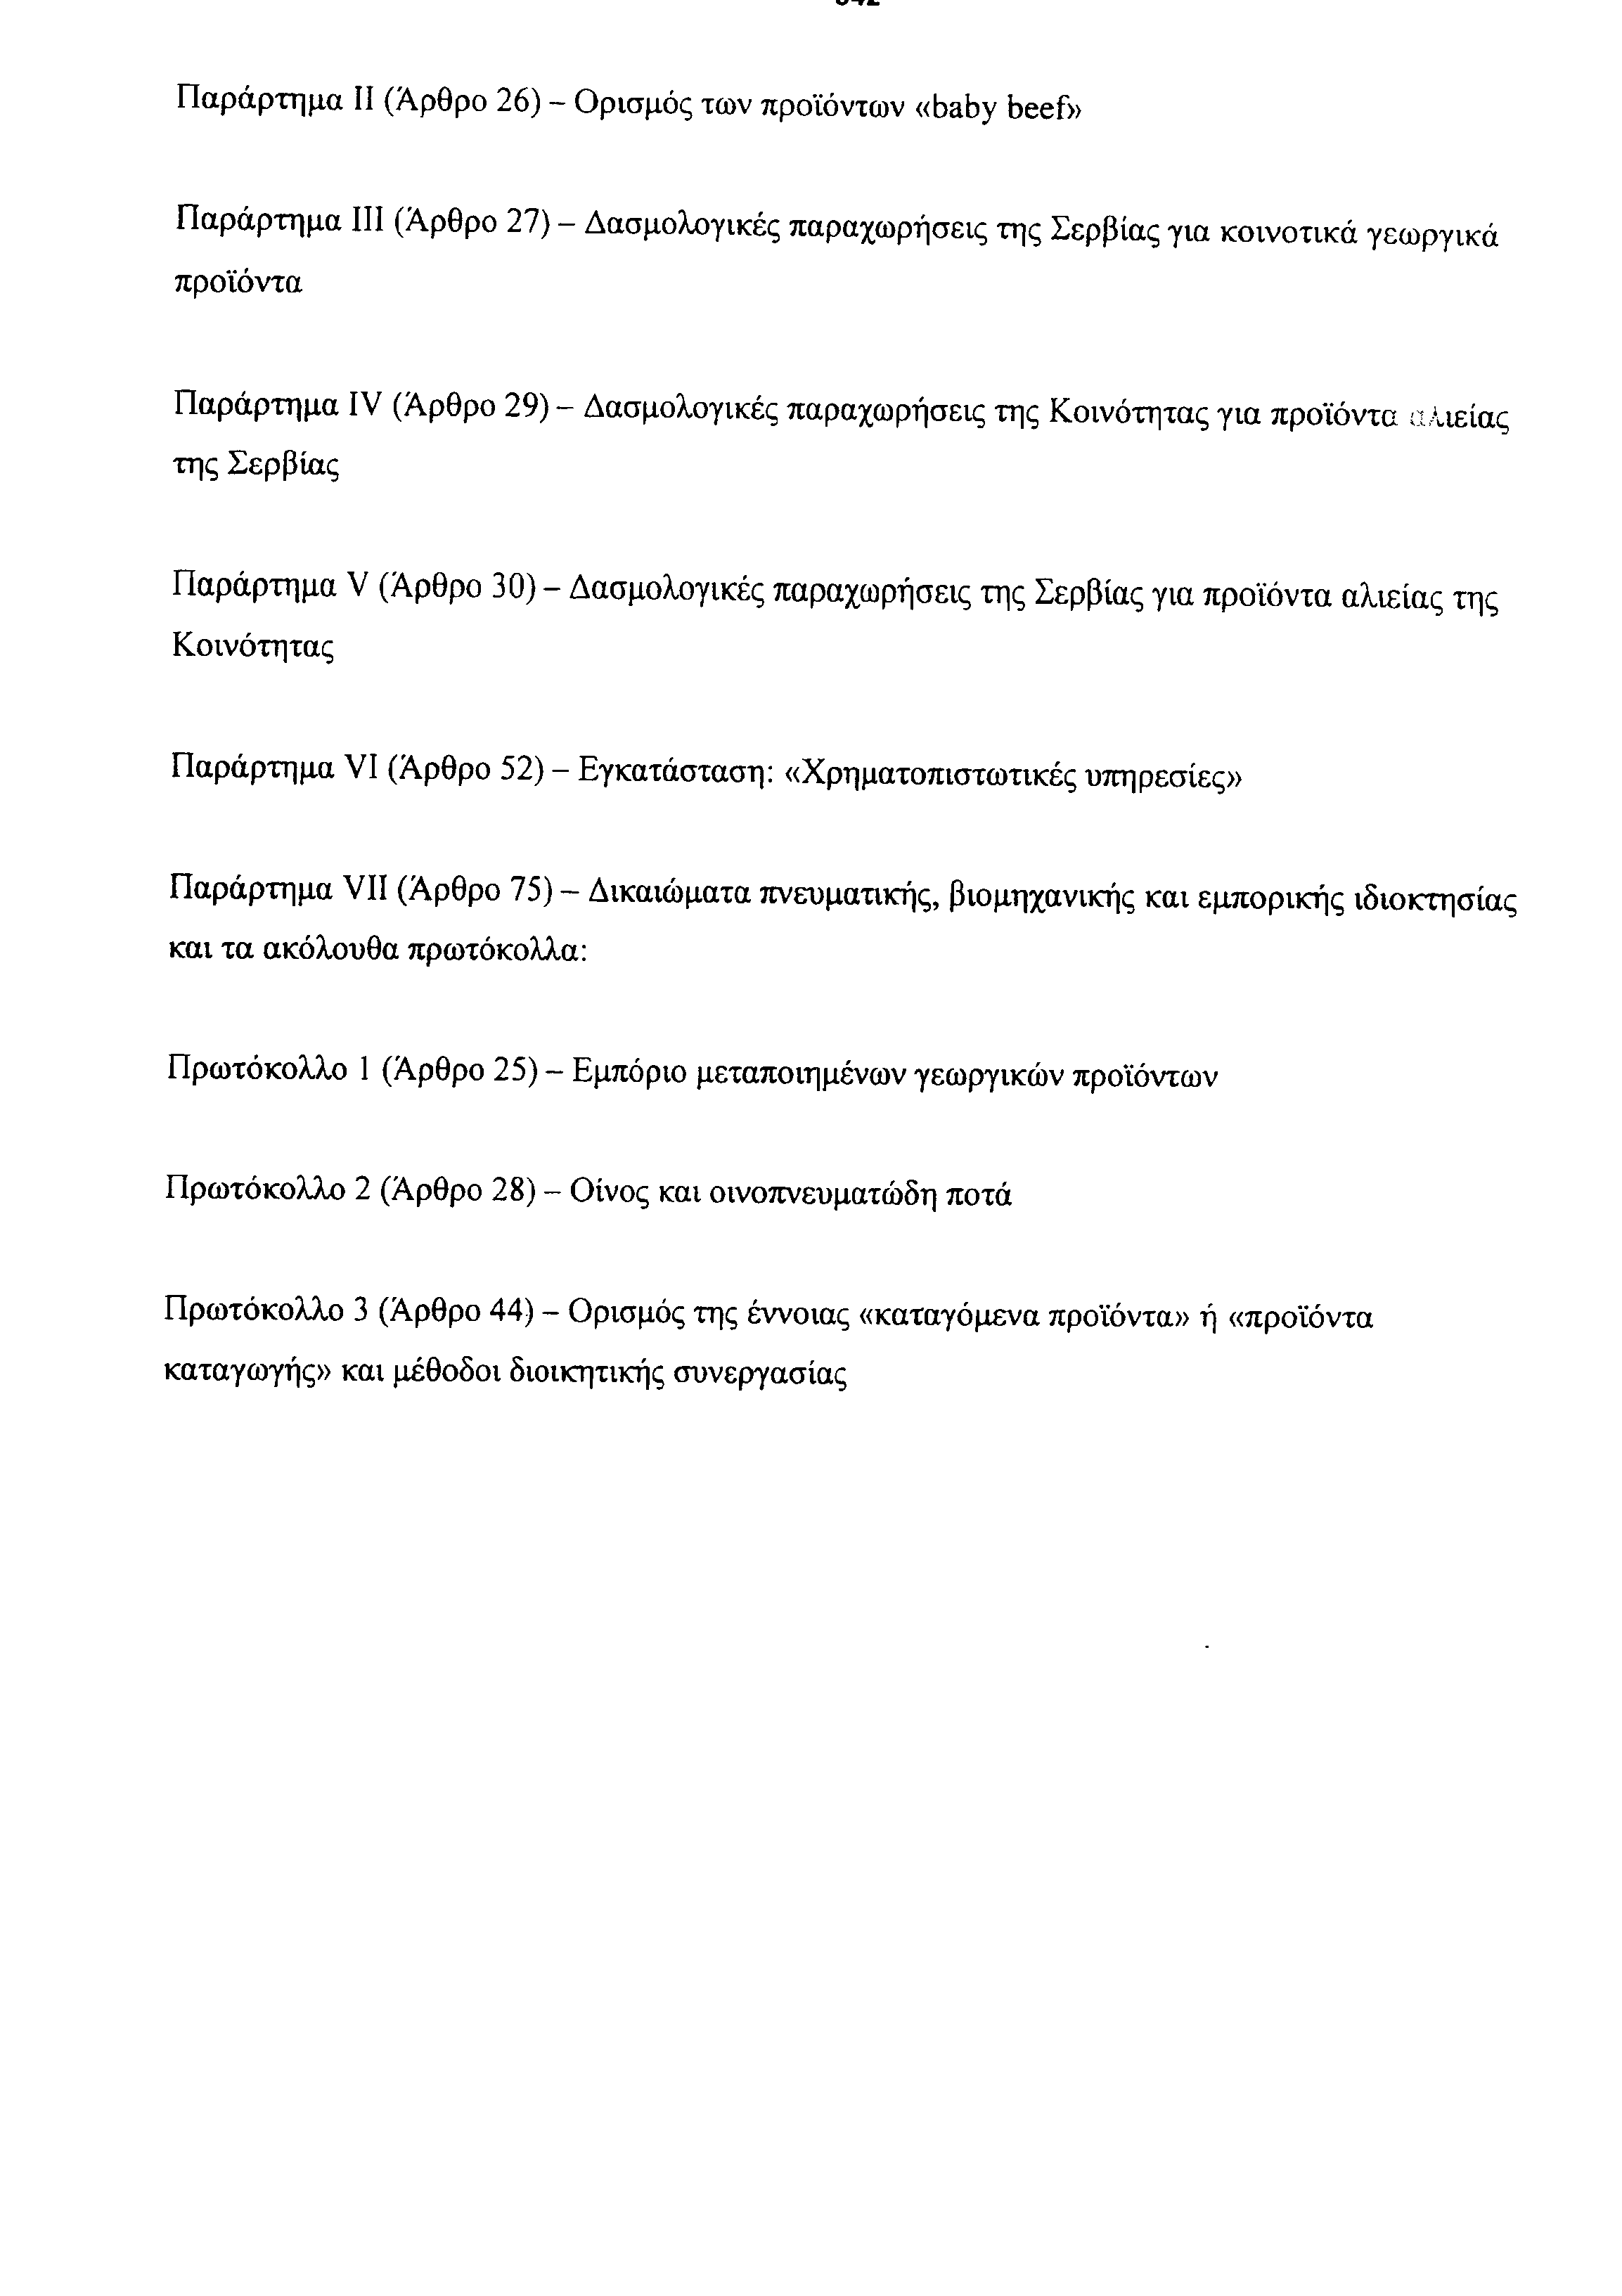 Παράρτημα II (Άρθρο 26) – Ορισμός των προϊόντων «baby beef»
Παράρτημα III (Άρθρο 27) – Δασμολογικές παραχωρήσεις της Σερβίας για κοινοτικά γεωργικά
προϊόντα
Παράρτημα IV (Άρθρο 29) – Δασμολογικές παραχωρήσεις της Κοινότητας για προϊόντα αλιείας
της Σερβίας
Παράρτημα V (Άρθρο 30) – Δασμολογικές παραχωρήσεις της Σερβίας για προϊόντα αλιείας της
Κοινότητας
Παράρτημα VI (Άρθρο 52) – Εγκατάσταση: «Χρηματοπιστωτικές υπηρεσίες»
Παράρτημα VII (Άρθρο 75) – Δικαιώματα πνευματικής, βιομηχανικής και εμπορικής ιδιοκτησίας
και τα ακόλουθα πρωτόκολλα:
Πρωτόκολλο 1 (Άρθρο 25) – Εμπόριο μεταποιημένων γεωργικών προϊόντων
Πρωτόκολλο 2 (Άρθρο 28) – Οίνος και οινοπνευματώδη ποτά
Πρωτόκολλο 3 (Άρθρο 44) – Ορισμός της έννοιας «καταγόμενα προϊόντα» ή «προϊόντα
καταγωγής» και μέθοδοι διοικητικής συνεργασίας